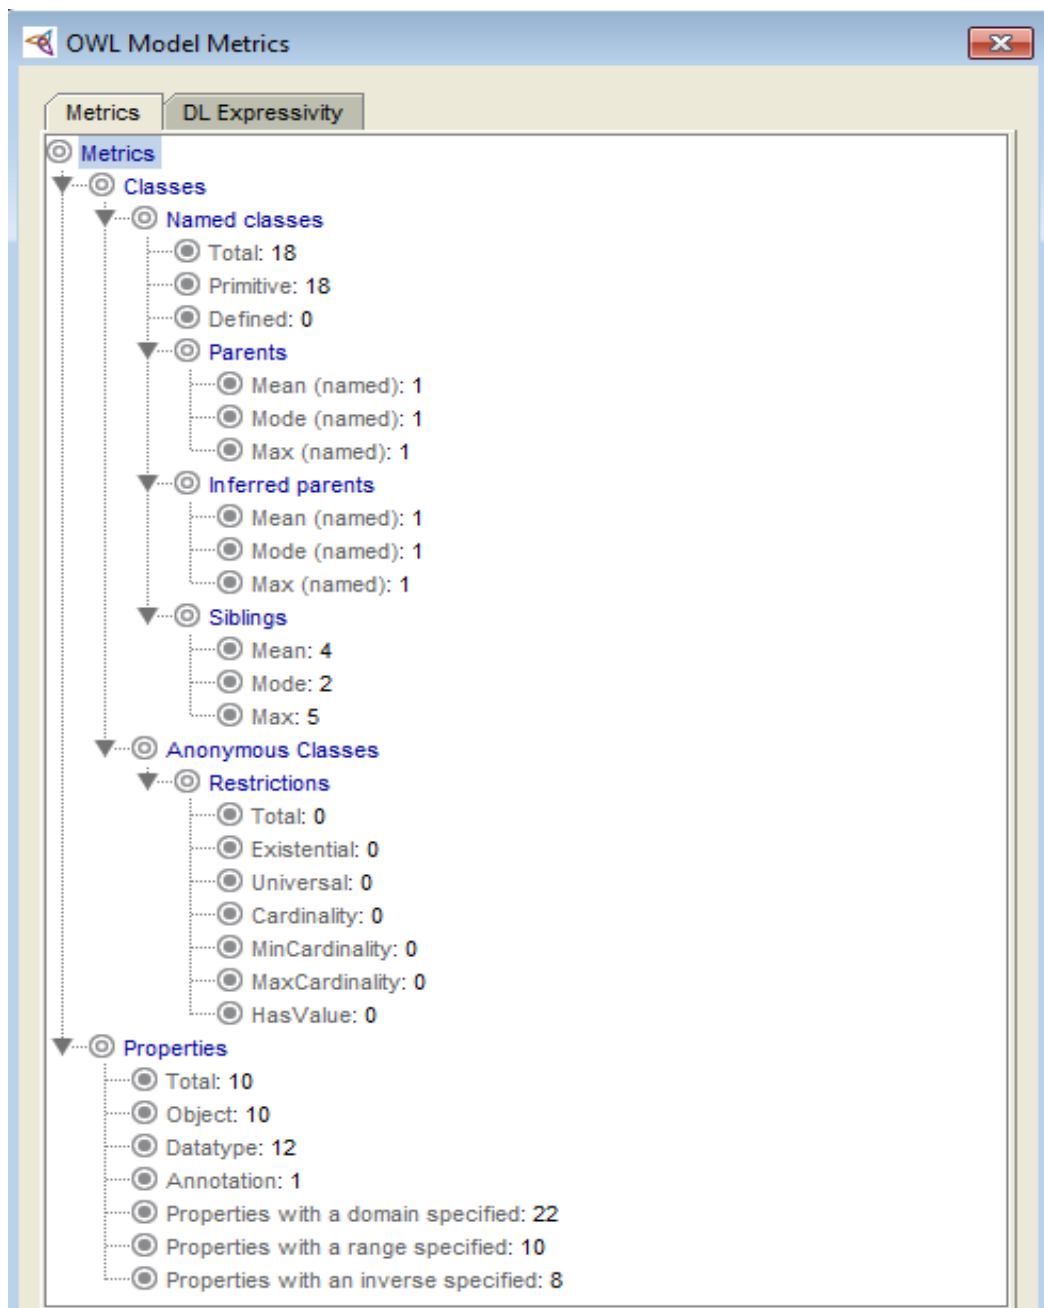 OWL Model Metrics
Metrics
DL Expressivity
Metrics
Classes
Named classes
Total: 18
Primitive: 18
Defined: 0
Parents
Mean (named): 1
Mode (named): 1
Max (named): 1
Inferred parents
Mean (named): 1
Mode (named): 1
Max (named): 1
Siblings
Mean: 4
Mode: 2
Max: 5
Anonymous Classes
Restrictions
Total: 0
Existential: 0
Universal: 0
Cardinality: 0
MinCardinality: 0
MaxCardinality: 0
HasValue: 0
Properties
Total: 10
Object: 10
Datatype: 12
Annotation: 1
Properties with a domain specified: 22
Properties with a range specified: 10
Properties with an inverse specified: 8